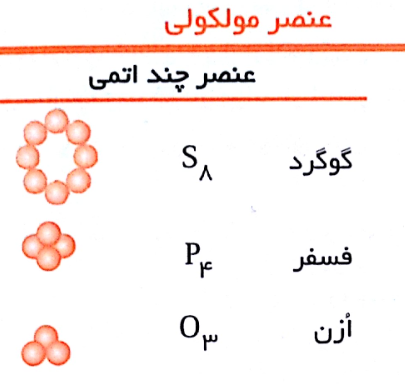 عنصر مولکولی
عنصر چند اتمی
گوگرد S۸
فسفر P۴
اُزن O۳